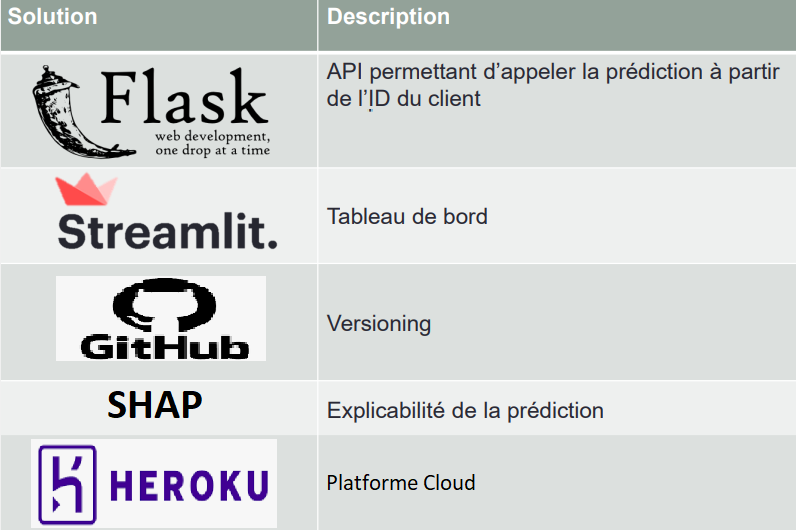 Solution
Description
Flask
web development,
one drop at a time
API permettant d’appeler la prédiction à partir
de l’ID du client
Streamlit.
Tableau de bord
GitHub
Versioning
SHAP
Explicabilité de la prédiction
HEROKU
Platforme Cloud